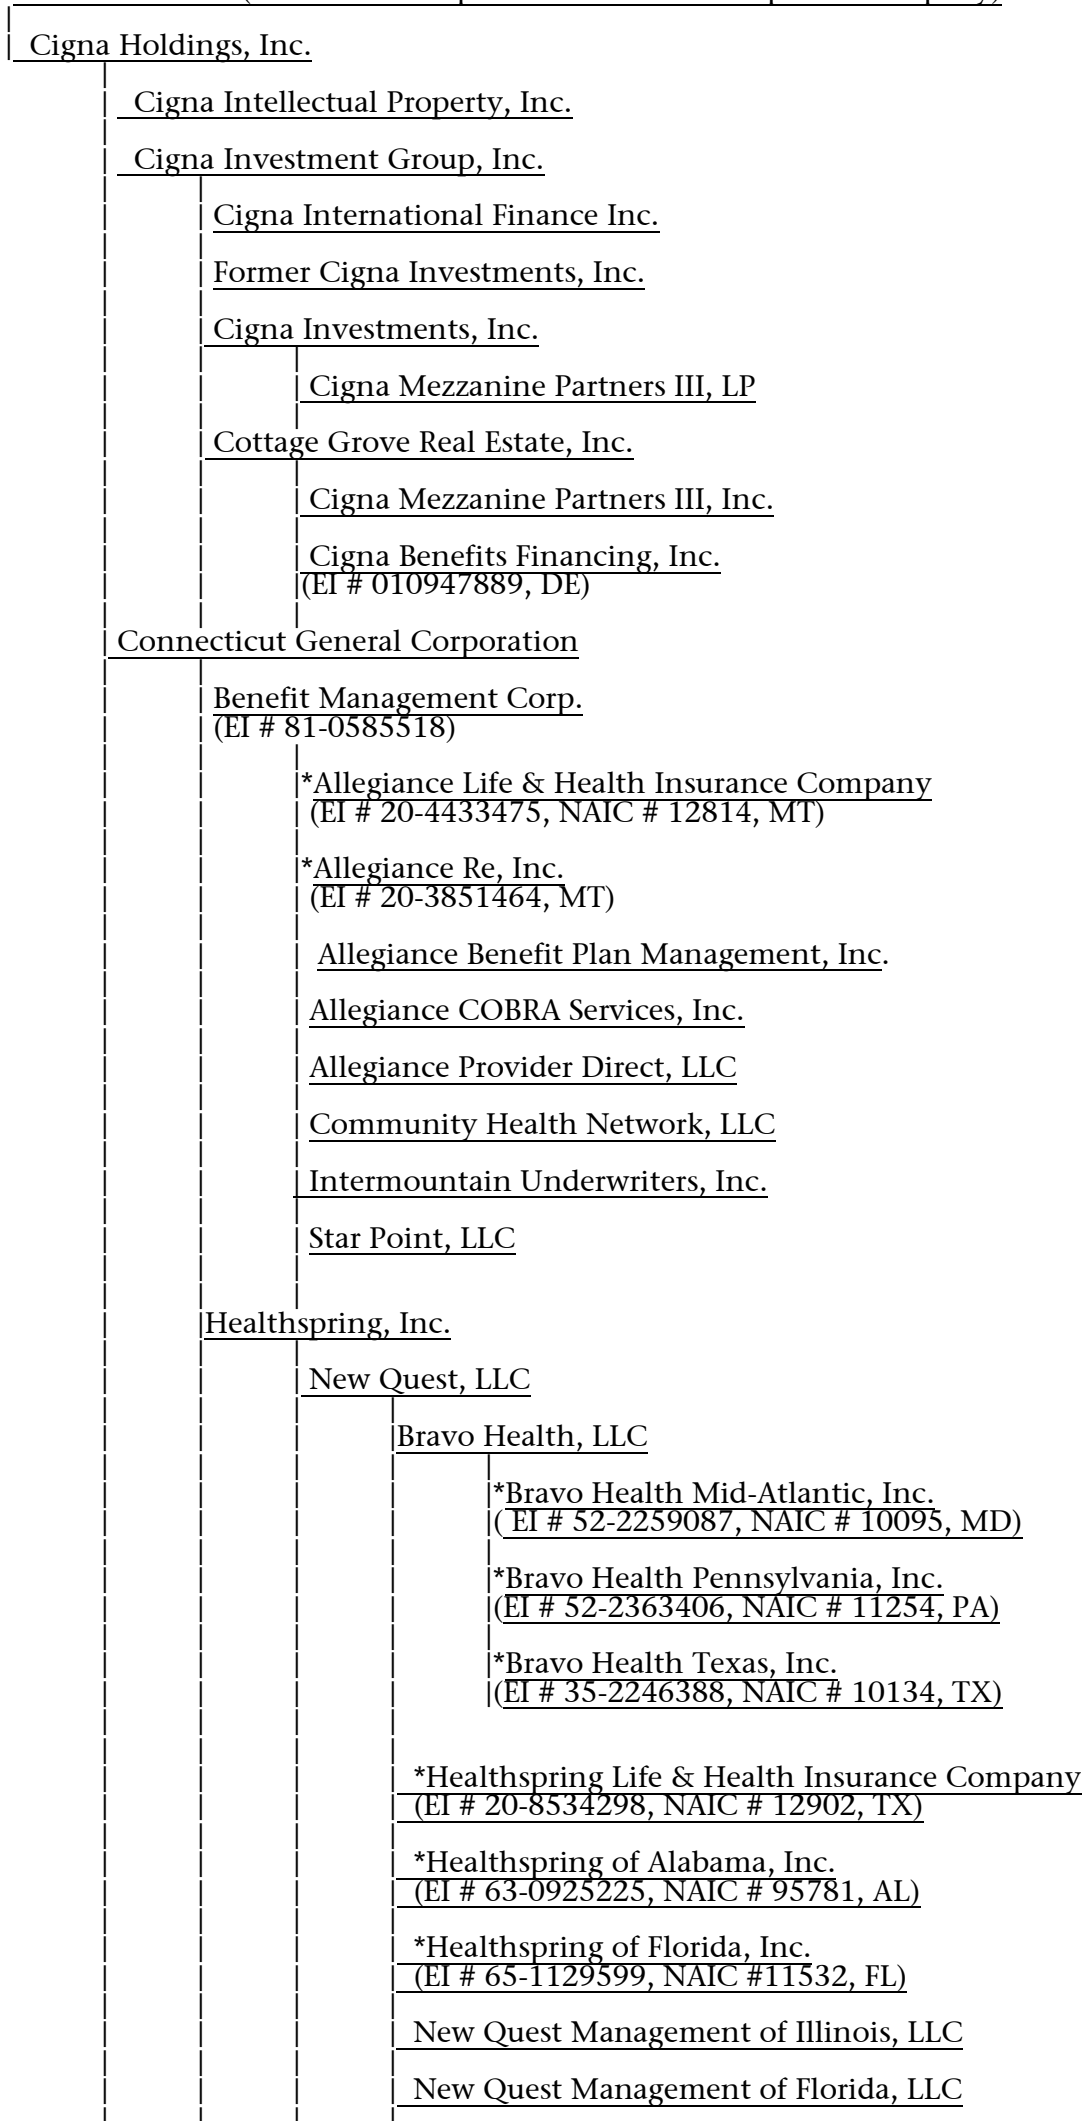 Cigna Holdings, Inc.
Cigna Intellectual Property, Inc.
Cigna Investment Group, Inc.
Cigna International Finance Inc.
Former Cigna Investments, Inc.
Cigna Investments, Inc.
Cigna Mezzanine Partners III, LP
Cottage Grove Real Estate, Inc.
Cigna Mezzanine Partners III, Inc.
Cigna Benefits Financing, Inc.
(EI # 010947889, DE)
Connecticut General Corporation
Benefit Management Corp.
(EI # 81-0585518)
*Allegiance Life & Health Insurance Company
(EI # 20-4433475, NAIC # 12814, MT)
*Allegiance Re, Inc.
(EI # 20-3851464, MT)
Allegiance Benefit Plan Management, Inc.
Allegiance COBRA Services, Inc.
Allegiance Provider Direct, LLC
Community Health Network, LLC
Intermountain Underwriters, Inc.
Star Point, LLC
Healthspring, Inc.
New Quest, LLC
Bravo Health, LLC
*Bravo Health Mid-Atlantic, Inc.
( EI # 52-2259087, NAIC # 10095, MD)
*Bravo Health Pennsylvania, Inc.
(EI # 52-2363406, NAIC # 11254, PA)
*Bravo Health Texas, Inc.
(EI # 35-2246388, NAIC # 10134, TX)
*Healthspring Life & Health Insurance Company
(EI # 20-8534298, NAIC # 12902, TX)
*Healthspring of Alabama, Inc.
(EI # 63-0925225, NAIC # 95781, AL)
*Healthspring of Florida, Inc.
(EI # 65-1129599, NAIC #11532, FL)
New Quest Management of Illinois, LLC
New Quest Management of Florida, LLC